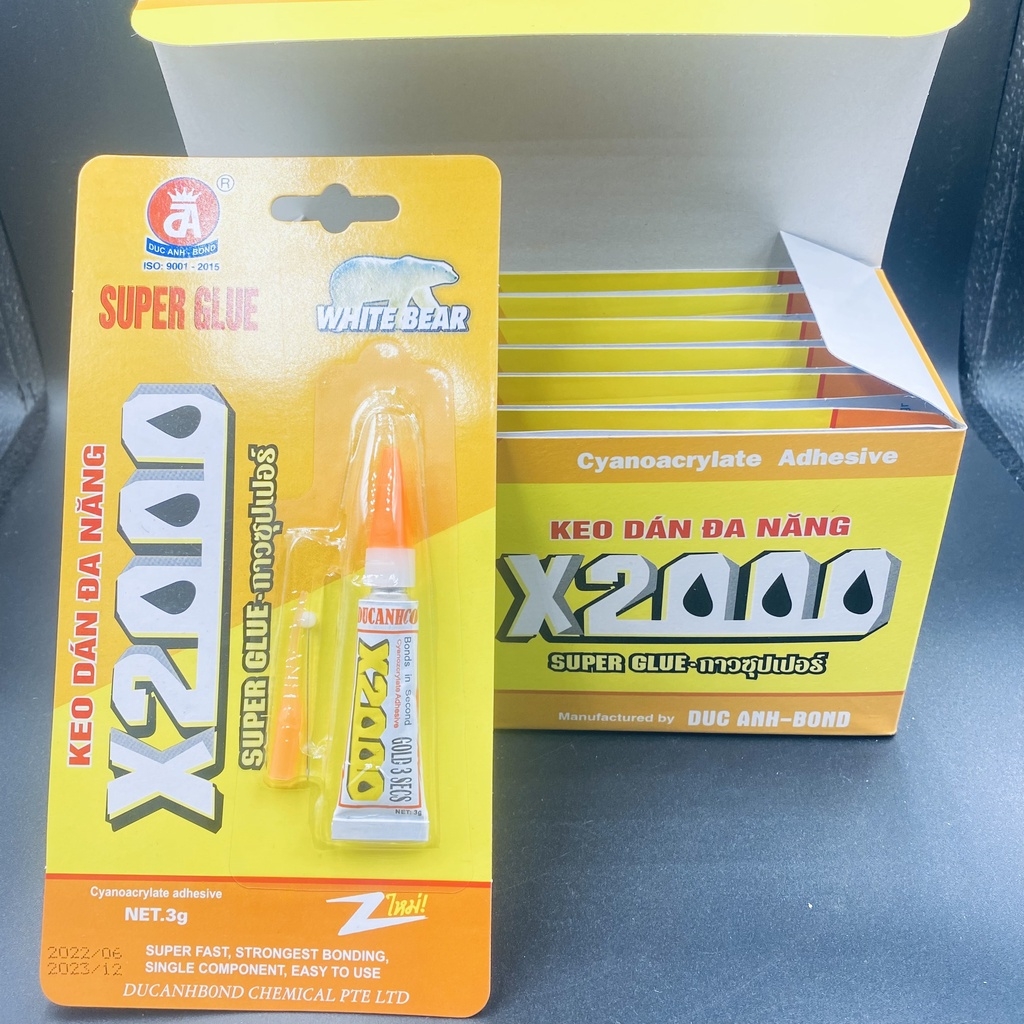 ĐA
DUC ANH - BOND
®
ISO: 9001 - 2015
SUPER GLUE
WHITE BEAR
KEO DÁN ĐA NĂNG
X2000
SUPER GLUE-กาวซุปเปอร์
DUCANHCO
X2000
Cyanoacrylate Adhesive
Bonds in Second
GOLD 3 SECS
NET: 3g
Cyanoacrylate adhesive
NET.3g
ใหม่!
2022/06
2023/12
SUPER FAST, STRONGEST BONDING,
SINGLE COMPONENT, EASY TO USE
DUCANHBOND CHEMICAL PTE LTD
Cyanoacrylate Adhesive
KEO DÁN ĐA NĂNG
X2000
SUPER GLUE-กาวซุปเปอร์
Manufactured by DUC ANH-BOND